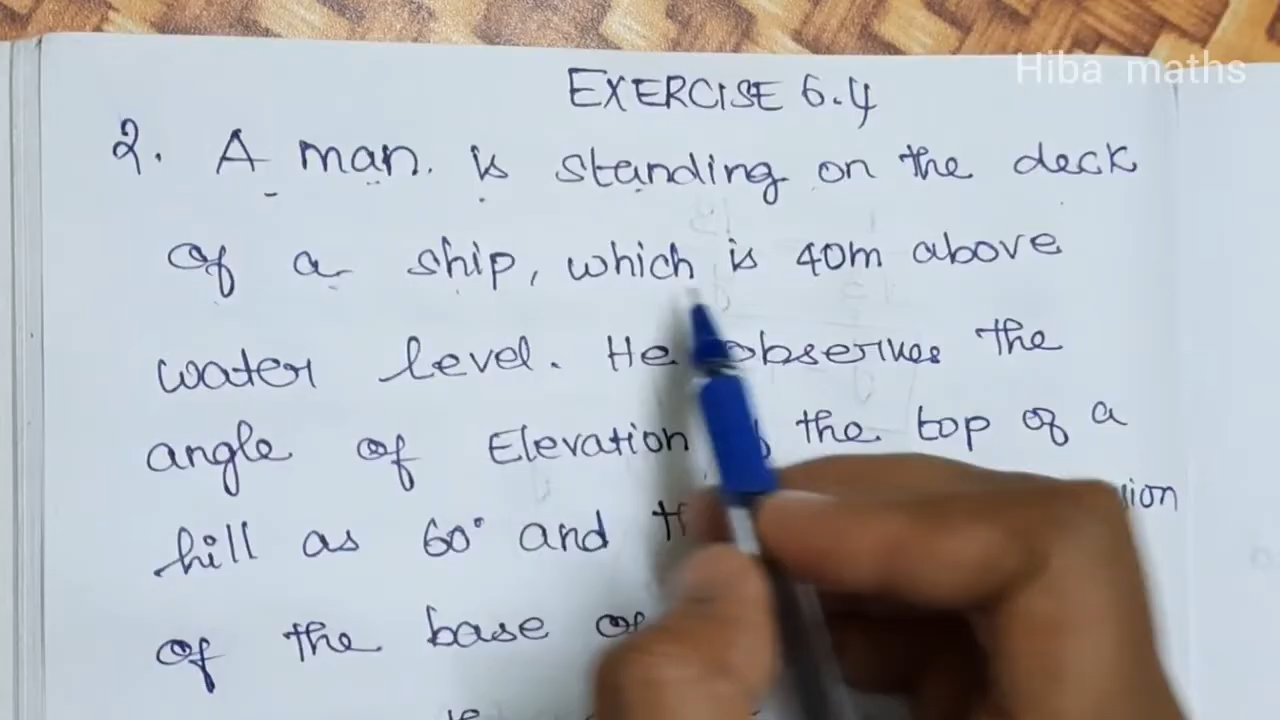 Hiba maths
EXERCISE 6.4
2. A man. is standing on the deck
of a ship, which is 40m above
water level. He observes the
angle of Elevation the top of a
hill as 60° and
of the base